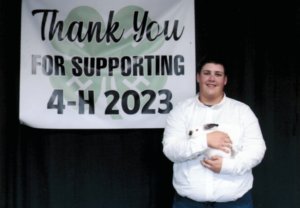 Thank You
FOR SUPPORTING
4-H 2023